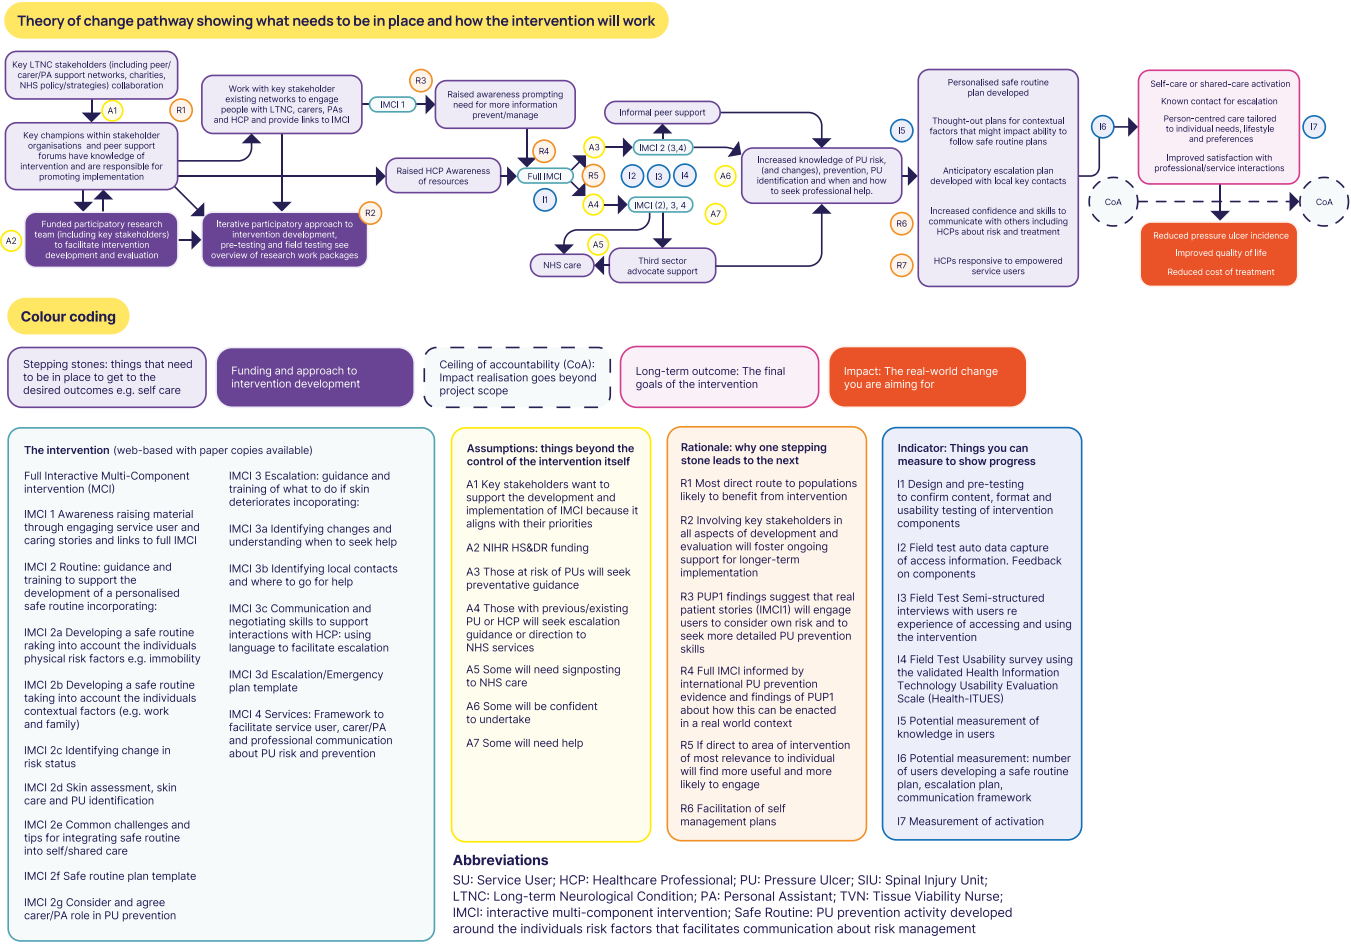 Theory of change pathway showing what needs to be in place and how the intervention will work
Key LTNC stakeholders (including peer/
carer/PA support networks, charities,
NHS policy/strategies) collaboration
A1
R1
Key champions within stakeholder
organisations and peer support
forums have knowledge of
intervention and are responsible for
promoting implementation
A2
Funded participatory research
team (including key stakeholders)
to facilitate intervention
development and evaluation
Work with key stakeholder
existing networks to engage
people with LTNC, carers, PAs
and HCP and provide links to IMCI
Iterative participatory approach to
intervention development,
pre-testing and field testing see
overview of research work packages
R2
IMCI 1
R3
Raised awareness prompting
need for more information
prevent/manage
Raised HCP Awareness
of resources
R4
Full IMCI
I1
A3
R5
A4
Informal peer support
IMCI 2 (3,4)
I2
I3
I4
IMCI (2), 3, 4
A5
NHS care
Third sector
advocate support
A6
A7
Increased knowledge of PU risk,
(and changes), prevention, PU
identification and when and how
to seek professional help.
I5
R6
R7
Personalised safe routine
plan developed
Thought-out plans for contextual
factors that might impact ability to
follow safe routine plans
Anticipatory escalation plan
developed with local key contacts
Increased confidence and skills to
communicate with others including
HCPs about risk and treatment
HCPs responsive to empowered
service users
I6
Self-care or shared-care activation
Known contact for escalation
Person-centred care tailored
to individual needs, lifestyle
and preferences
Improved satisfaction with
professional/service interactions
I7
CoA
CoA
Reduced pressure ulcer incidence
Improved quality of life
Reduced cost of treatment
Colour coding
Stepping stones: things that need
to be in place to get to the
desired outcomes e.g. self care
Funding and approach to
intervention development
Ceiling of accountability (CoA):
Impact realisation goes beyond
project scope
Long-term outcome: The final
goals of the intervention
Impact: The real-world change
you are aiming for
The intervention (web-based with paper copies available)
Full Interactive Multi-Component
intervention (MCI)
IMCI 1 Awareness raising material
through engaging service user and
caring stories and links to full IMCI
IMCI 2 Routine: guidance and
training to support the
development of a personalised
safe routine incorporating:
IMCI 2a Developing a safe routine
raking into account the individuals
physical risk factors e.g. immobility
IMCI 2b Developing a safe routine
taking into account the individuals
contextual factors (e.g. work
and family)
IMCI 2c Identifying change in
risk status
IMCI 2d Skin assessment, skin
care and PU identification
IMCI 2e Common challenges and
tips for integrating safe routine
into self/shared care
IMCI 2f Safe routine plan template
IMCI 2g Consider and agree
carer/PA role in PU prevention
IMCI 3 Escalation: guidance and
training of what to do if skin
deteriorates incoporating:
IMCI 3a Identifying changes and
understanding when to seek help
IMCI 3b Identifying local contacts
and where to go for help
IMCI 3c Communication and
negotiating skills to support
interactions with HCP: using
language to facilitate escalation
IMCI 3d Escalation/Emergency
plan template
IMCI 4 Services: Framework to
facilitate service user, carer/PA
and professional communication
about PU risk and prevention
Assumptions: things beyond the
control of the intervention itself
A1 Key stakeholders want to
support the development and
implementation of IMCI because it
aligns with their priorities
A2 NIHR HS&DR funding
A3 Those at risk of PUs will seek
preventative guidance
A4 Those with previous/existing
PU or HCP will seek escalation
guidance or direction to
NHS services
A5 Some will need signposting
to NHS care
A6 Some will be confident
to undertake
A7 Some will need help
Rationale: why one stepping
stone leads to the next
R1 Most direct route to populations
likely to benefit from intervention
R2 Involving key stakeholders in
all aspects of development and
evaluation will foster ongoing
support for longer-term
implementation
R3 PUP1 findings suggest that real
patient stories (IMCI1) will engage
users to consider own risk and to
seek more detailed PU prevention
skills
R4 Full IMCI informed by
international PU prevention
evidence and findings of PUP1
about how this can be enacted
in a real world context
R5 If direct to area of intervention
of most relevance to individual
will find more useful and more
likely to engage
R6 Facilitation of self
management plans
Indicator: Things you can
measure to show progress
I1 Design and pre-testing
to confirm content, format and
usability testing of intervention
components
I2 Field test auto data capture
of access information. Feedback
on components
I3 Field Test Semi-structured
interviews with users re
experience of accessing and using
the intervention
I4 Field Test Usability survey using
the validated Health Information
Technology Usability Evaluation
Scale (Health-ITUES)
I5 Potential measurement of
knowledge in users
I6 Potential measurement: number
of users developing a safe routine
plan, escalation plan,
communication framework
I7 Measurement of activation
Abbreviations
SU: Service User; HCP: Healthcare Professional; PU: Pressure Ulcer; SIU: Spinal Injury Unit;
LTNC: Long-term Neurological Condition; PA: Personal Assistant; TVN: Tissue Viability Nurse;
IMCI: interactive multi-component intervention; Safe Routine: PU prevention activity developed
around the individuals risk factors that facilitates communication about risk management